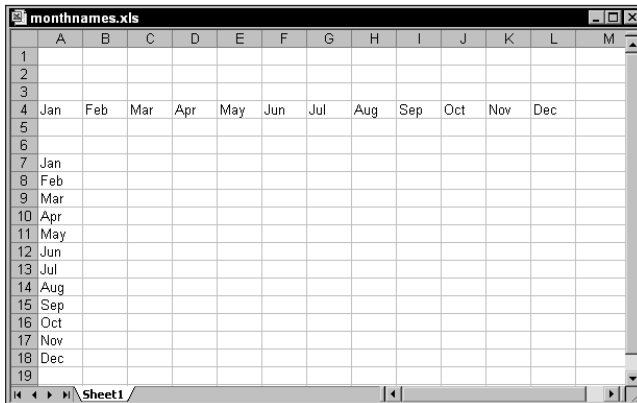 monthnames.xls
A B C D E F G H I J K L M
1
2
3
4 Jan Feb Mar Apr May Jun Jul Aug Sep Oct Nov Dec
5
6
7 Jan
8 Feb
9 Mar
10 Apr
11 May
12 Jun
13 Jul
14 Aug
15 Sep
16 Oct
17 Nov
18 Dec
19
Sheet1